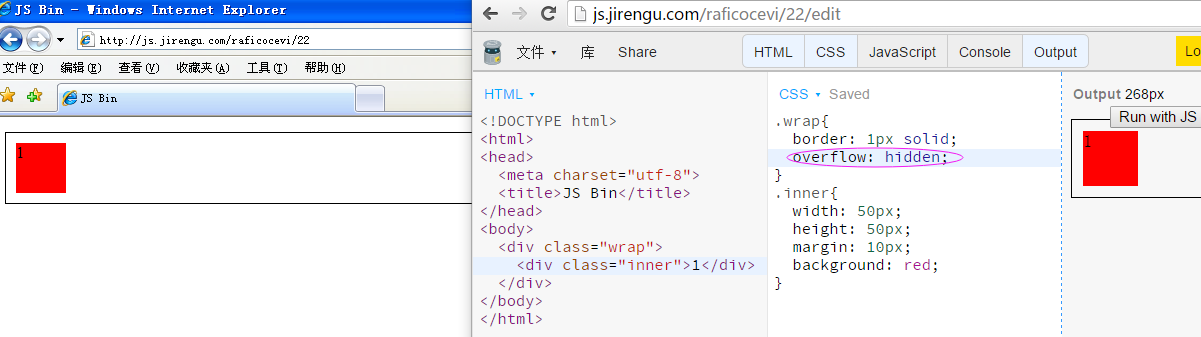 JS Bin - Windows Internet Explorer
http://js.jirengu.com/raficocevi/22
文件(F) 编辑(E) 查看(V) 收藏夹(A) 工具(T) 帮助(H)
JS Bin
1
js.jirengu.com/raficocevi/22/edit
文件 库 Share HTML CSS JavaScript Console Output Lo
HTML
<!DOCTYPE html>
<html>
<head>
<meta charset="utf-8">
<title>JS Bin</title>
</head>
<body>
<div class="wrap">
<div class="inner">1</div>
</div>
</body>
</html>
CSS Saved
.wrap{
border: 1px solid;
overflow: hidden;
}
.inner{
width: 50px;
height: 50px;
margin: 10px;
background: red;
}
Output 268px
Run with JS
1